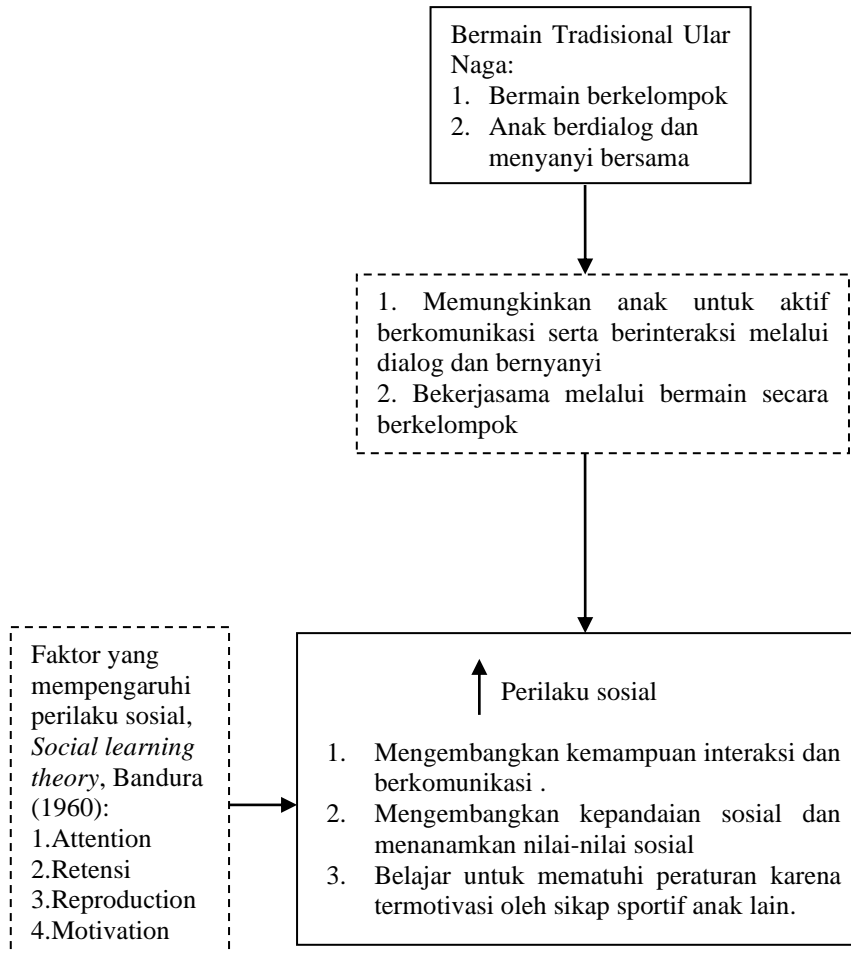 Bermain Tradisional Ular
Naga:
1. Bermain berkelompok
2. Anak berdialog dan
menyanyi bersama
1. Memungkinkan anak untuk aktif
berkomunikasi serta berinteraksi melalui
dialog dan bernyanyi
2. Bekerjasama melalui bermain secara
berkelompok
Faktor yang
mempengaruhi
perilaku sosial,
Social learning
theory, Bandura
(1960):
1.Attention
2.Retensi
3.Reproduction
4.Motivation
Perilaku sosial
1. Mengembangkan kemampuan interaksi dan
berkomunikasi .
2. Mengembangkan kepandaian sosial dan
menanamkan nilai-nilai sosial
3. Belajar untuk mematuhi peraturan karena
termotivasi oleh sikap sportif anak lain.